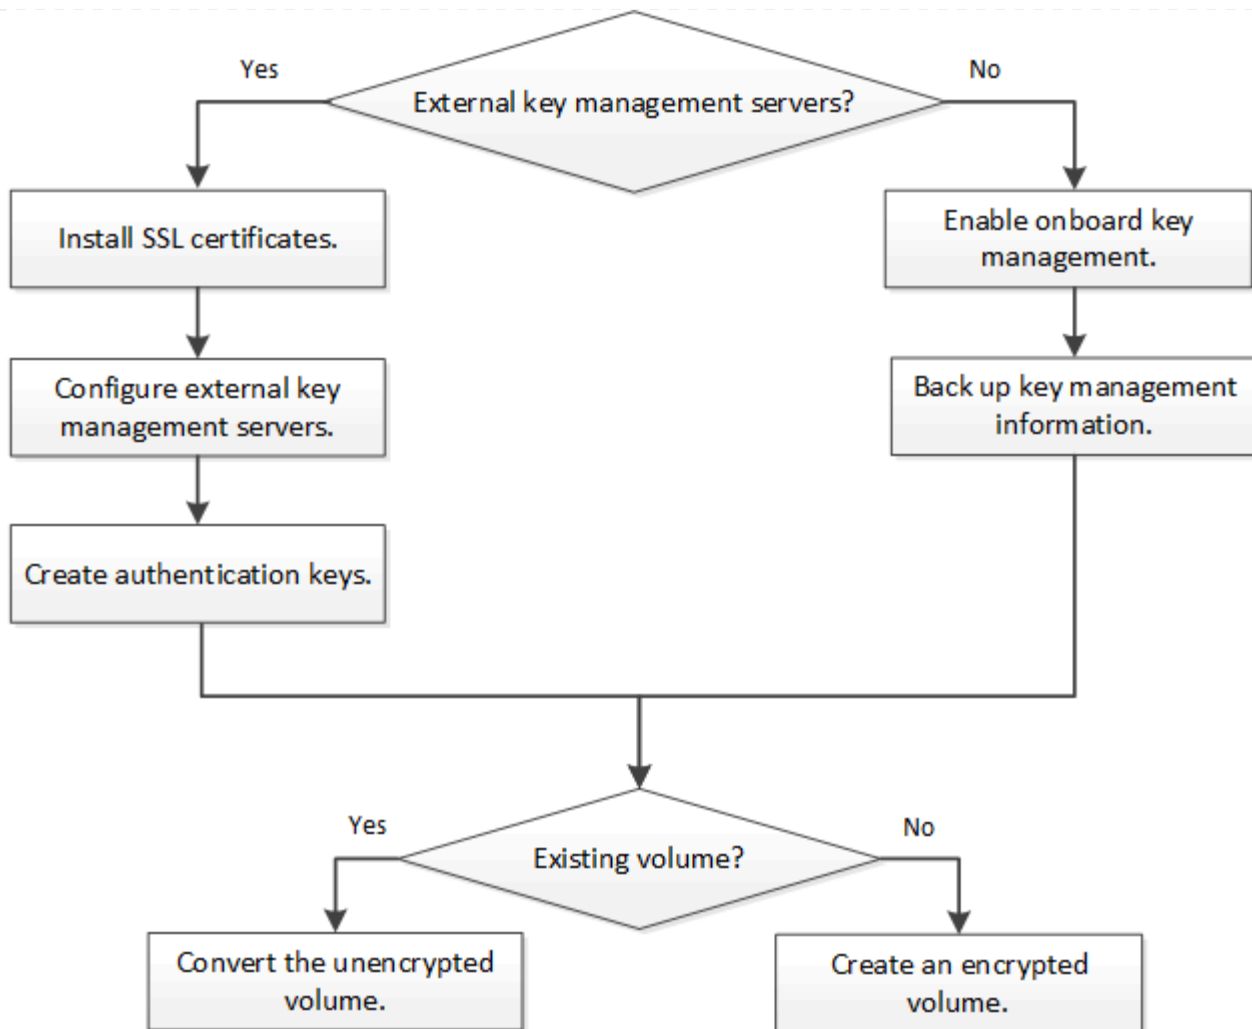 External key management servers?
Yes
No
Install SSL certificates.
Enable onboard key
management.
Configure external key
management servers.
Back up key management
information.
Create authentication keys.
Existing volume?
Yes
No
Convert the unencrypted
volume.
Create an encrypted
volume.